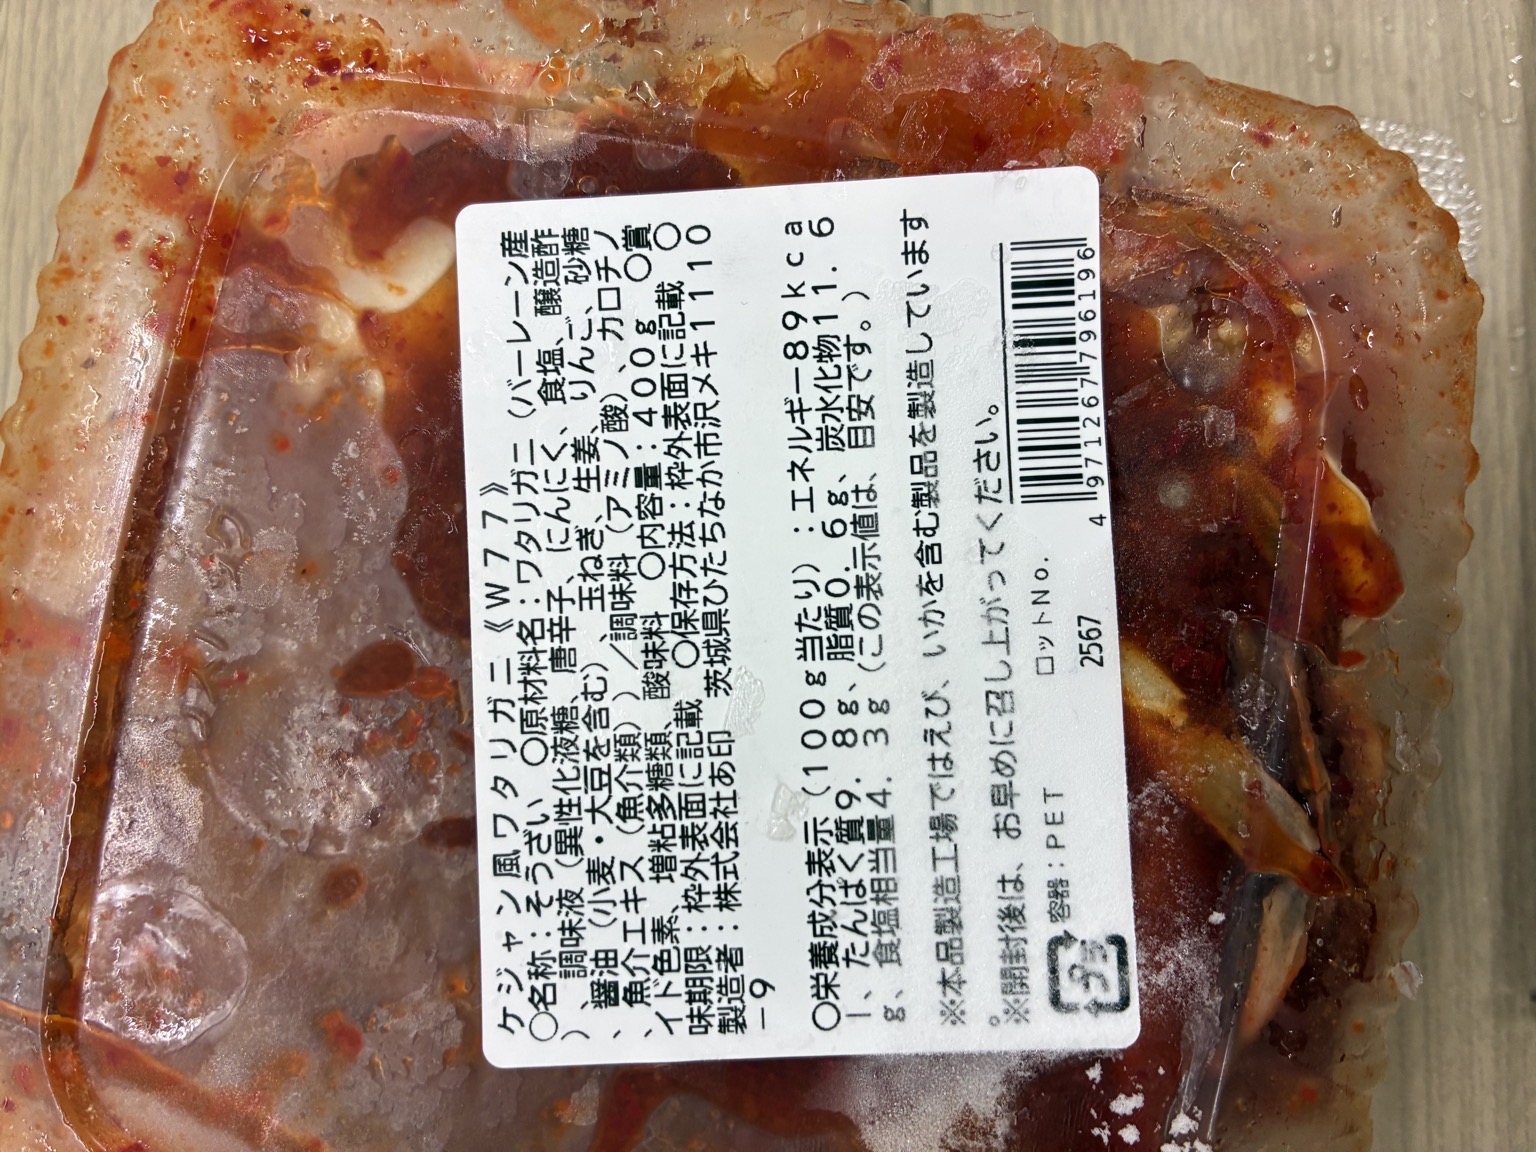 ケジャン風ワタリガニ《W77》
〇名称：そうざい 〇原材料名：ワタリガニ（バーレーン産
）、調味液（異性化液糖、唐辛子、にんにく、食塩、醸造酢
、醤油（小麦・大豆を含む）、玉ねぎ、生姜、りんご、砂糖
、魚介エキス（魚介類））／調味料（アミノ酸）、カロチノ
イド色素、増粘多糖類、酸味料 〇内容量：400g 〇賞
味期限：枠外表面に記載 〇保存方法：枠外表面に記載 〇
製造者：株式会社あ印 茨城県ひたちなか市沢メキ1110
－9
〇栄養成分表示（100g当たり）：エネルギー89kca
l、たんぱく質9．8g、脂質0．6g、炭水化物11．6
g、食塩相当量4．3g（この表示値は、目安です。）
※本品製造工場ではえび、いかを含む製品を製造しています
。
※開封後は、お早めに召し上がってください。
プラ
容器：PET
ロットNo.
2567
4 971267 796196